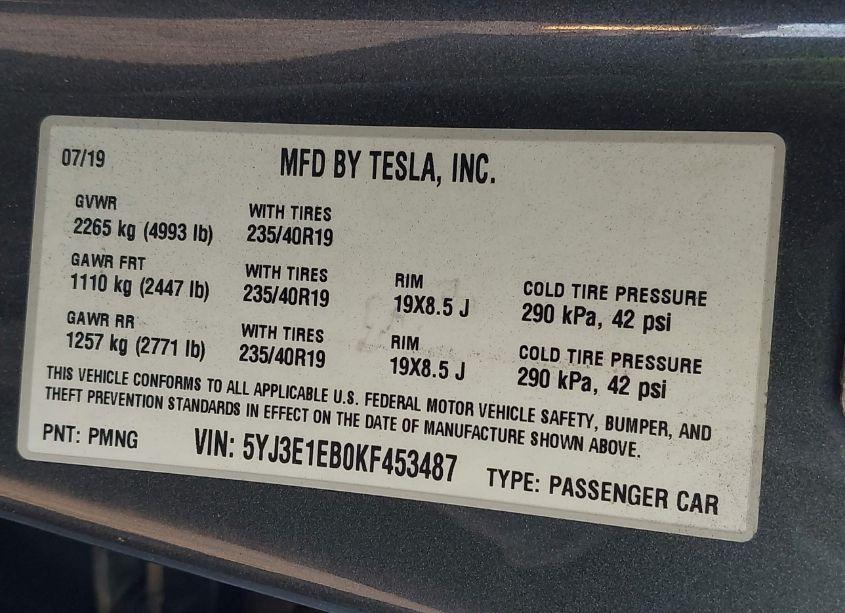 07/19 MFD BY TESLA, INC.
GVWR WITH TIRES
2265 kg (4993 lb) 235/40R19
GAWR FRT WITH TIRES RIM COLD TIRE PRESSURE
1110 kg (2447 lb) 235/40R19 19X8.5 J 290 kPa, 42 psi
GAWR RR WITH TIRES RIM COLD TIRE PRESSURE
1257 kg (2771 lb) 235/40R19 19X8.5 J 290 kPa, 42 psi
THIS VEHICLE CONFORMS TO ALL APPLICABLE U.S. FEDERAL MOTOR VEHICLE SAFETY, BUMPER, AND
THEFT PREVENTION STANDARDS IN EFFECT ON THE DATE OF MANUFACTURE SHOWN ABOVE.
PNT: PMNG VIN: 5YJ3E1EB0KF453487 TYPE: PASSENGER CAR